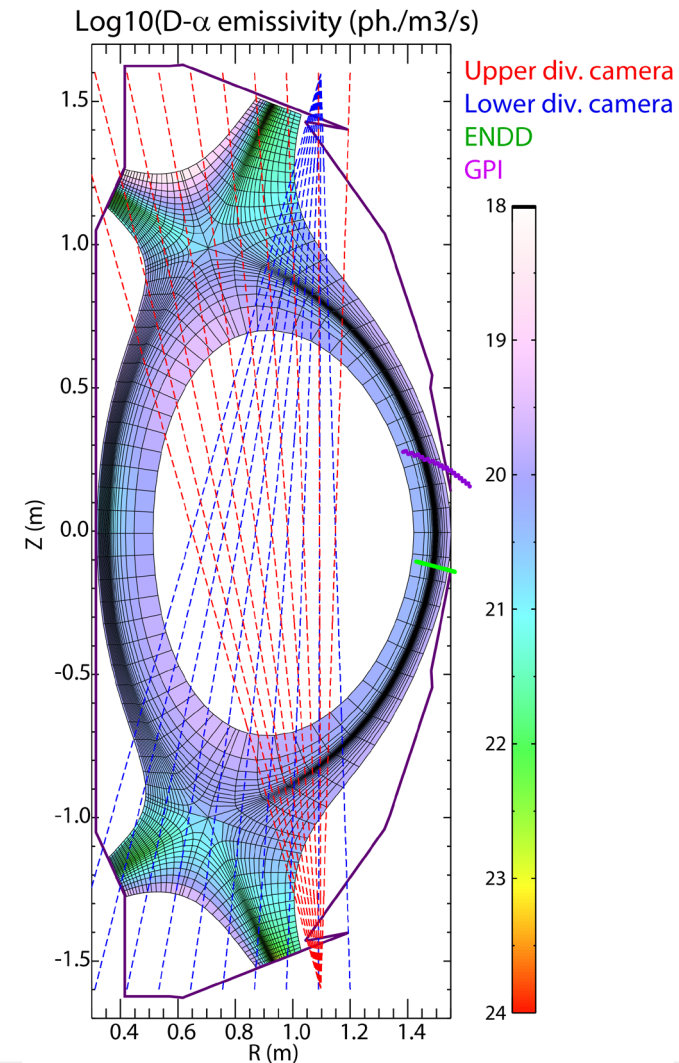 Log10(D-α emissivity (ph./m3/s)
Upper div. camera
Lower div. camera
ENDD
GPI
18
19
20
21
22
23
24
1.5
1.0
0.5
0.0
-0.5
-1.0
-1.5
Z (m)
0.4 0.6 0.8 1.0 1.2 1.4
R (m)